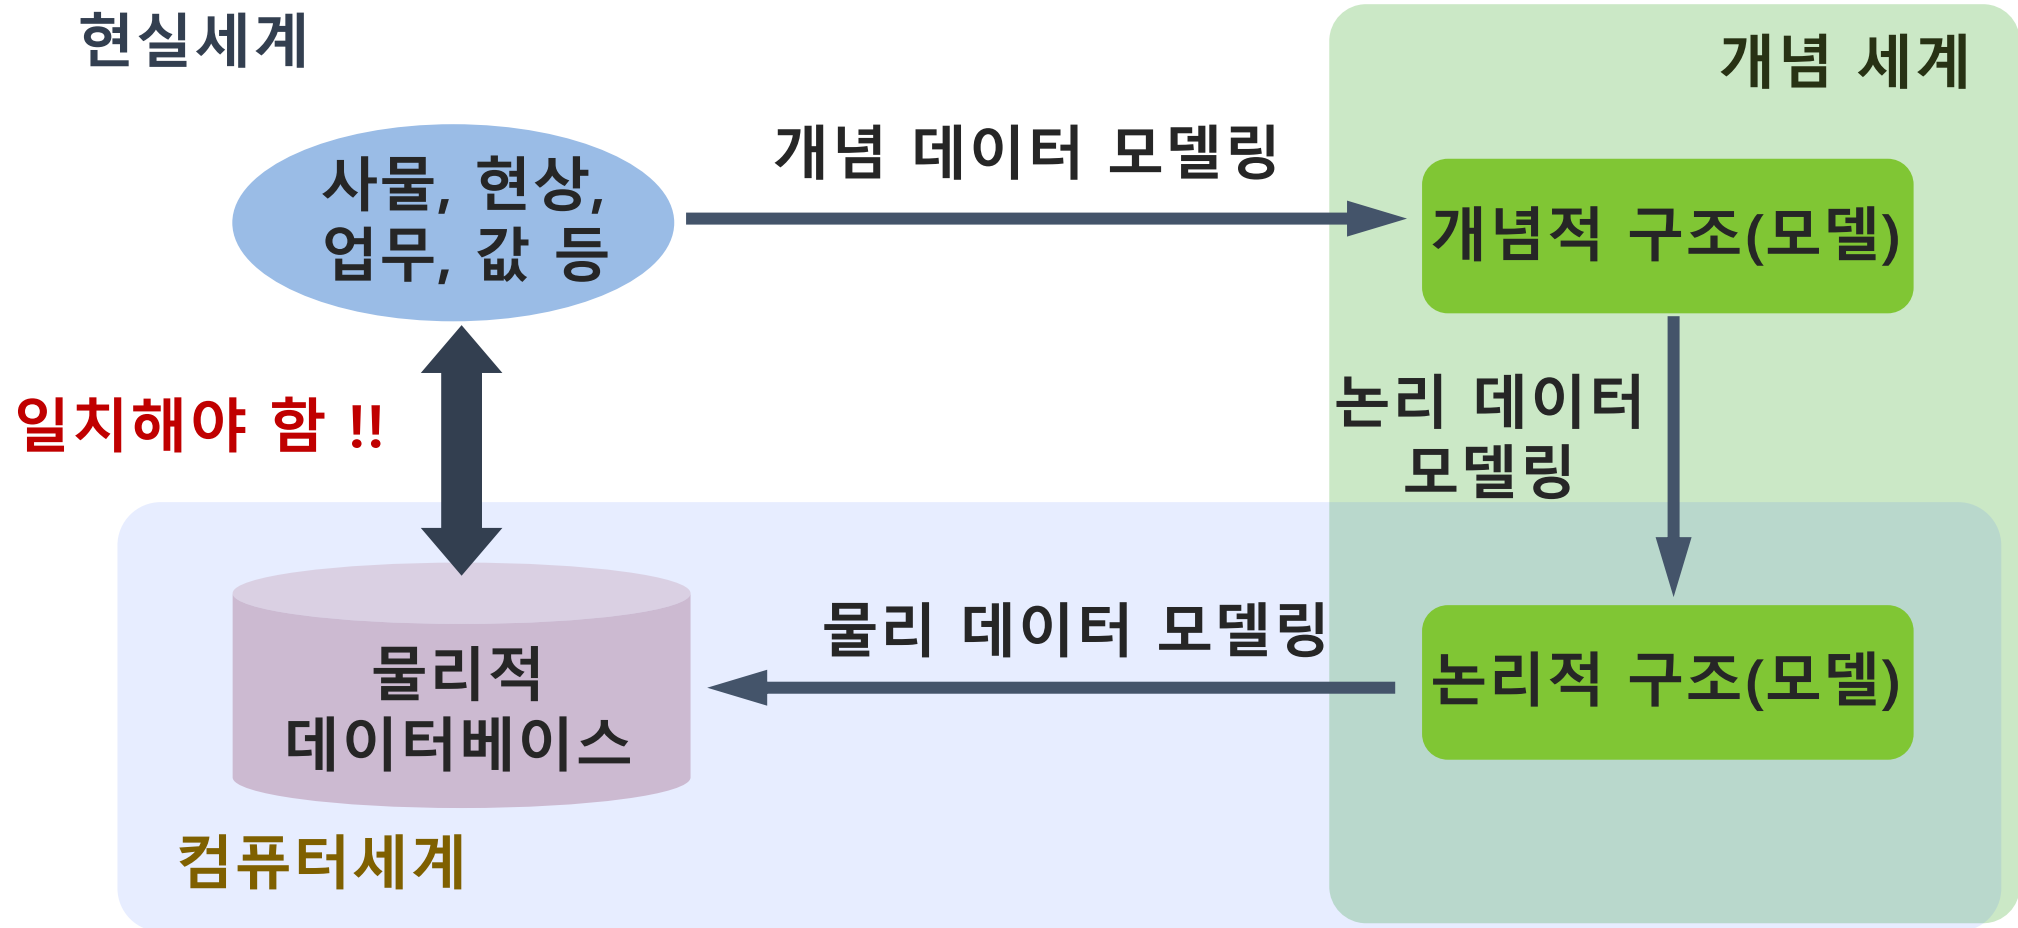 현실세계
개념 세계
개념 데이터 모델링
사물, 현상,
업무, 값 등
개념적 구조(모델)
일치해야 함 !!
논리 데이터
모델링
물리 데이터 모델링
논리적 구조(모델)
물리적
데이터베이스
컴퓨터세계